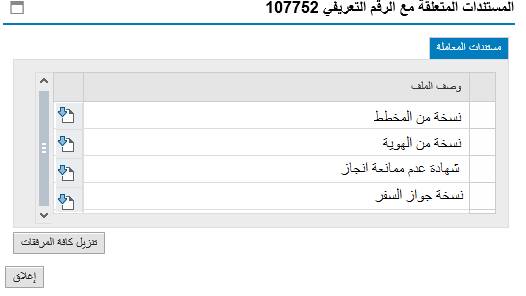 المستندات المتعلقة مع الرقم التعريفي 107752
مستندات المعاملة
وصف الملف
نسخة من المخطط
نسخة من الهوية
شهادة عدم ممانعة انجاز
نسخة جواز السفر
تنزيل كافة المرفقات
إغلاق